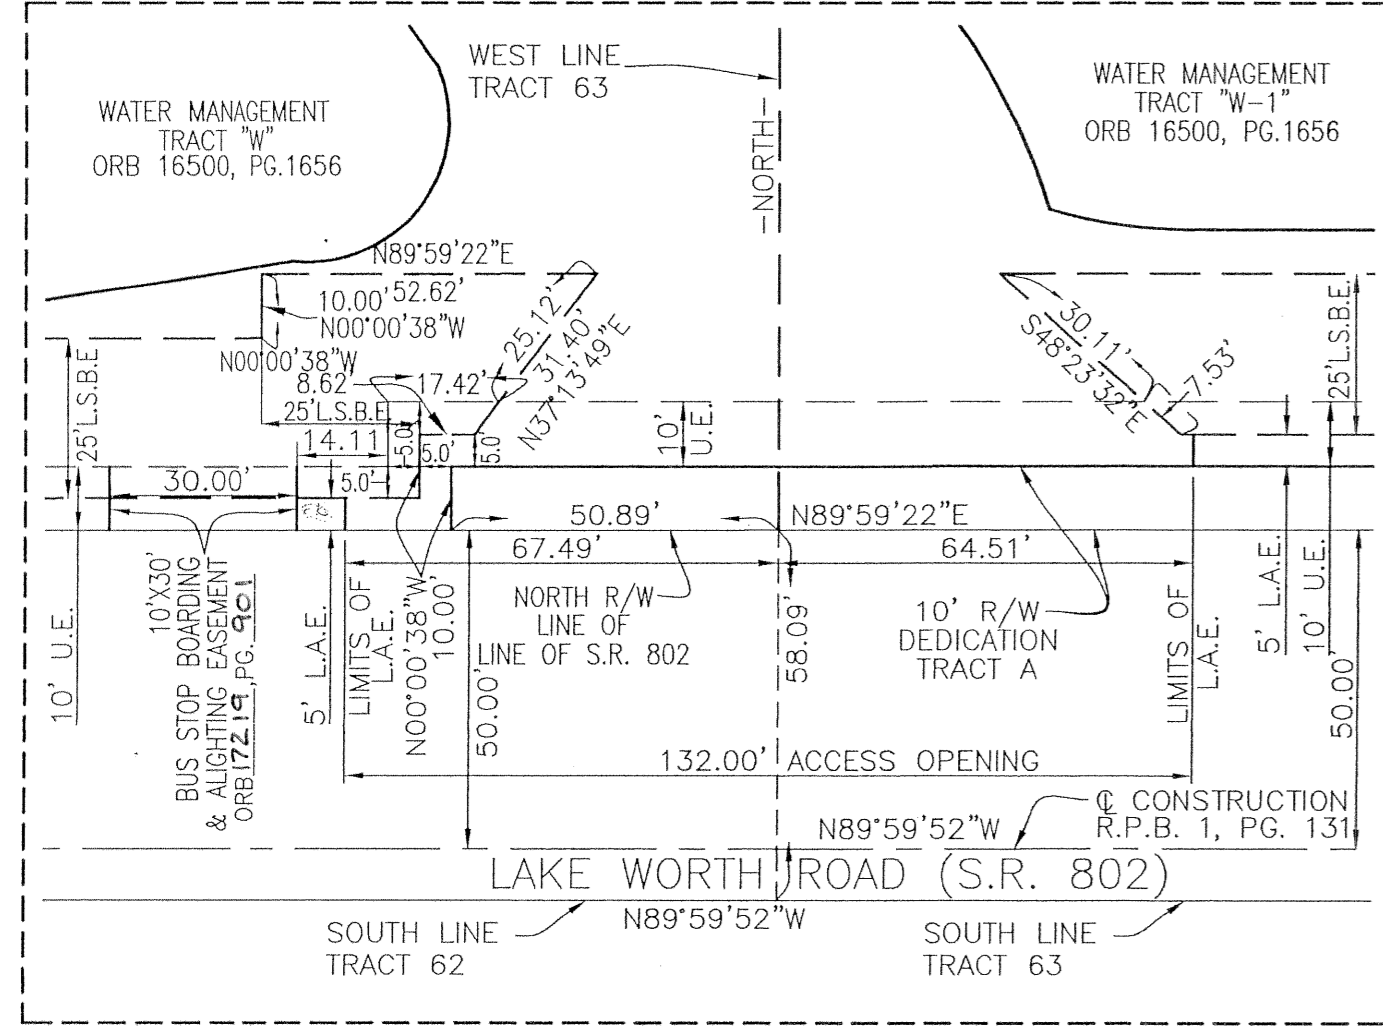 WEST LINE
TRACT 63
WATER MANAGEMENT
TRACT "W"
ORB 16500, PG.1656
WATER MANAGEMENT
TRACT "W-1"
ORB 16500, PG.1656
-NORTH-
N89°59'22"E
10.00' 52.62'
N00°00'38"W
N00°00'38"W
8.62'
17.42'
25.12'
31.40'
N37°13'49"E
30.11'
S48°23'32"E
7.53'
25'L.S.B.E.
25'L.S.B.E
25'L.S.B.E
14.11
5.0'
5.0'
5.0'
5.0'
10'
U.E.
30.00'
50.89'
N89°59'22"E
67.49'
64.51'
10' U.E.
10'X30'
BUS STOP BOARDING
& ALIGHTING EASEMENT
ORB 17219, PG. 901
5' L.A.E.
LIMITS OF
L.A.E.
N00°00'38"W
10.00'
50.00'
NORTH R/W
LINE OF
LINE OF S.R. 802
58.09'
10' R/W
DEDICATION
TRACT A
LIMITS OF
L.A.E.
5' L.A.E.
10' U.E.
50.00'
132.00' ACCESS OPENING
℄ CONSTRUCTION
R.P.B. 1, PG. 131
N89°59'52"W
LAKE WORTH ROAD (S.R. 802)
N89°59'52"W
SOUTH LINE
TRACT 62
SOUTH LINE
TRACT 63